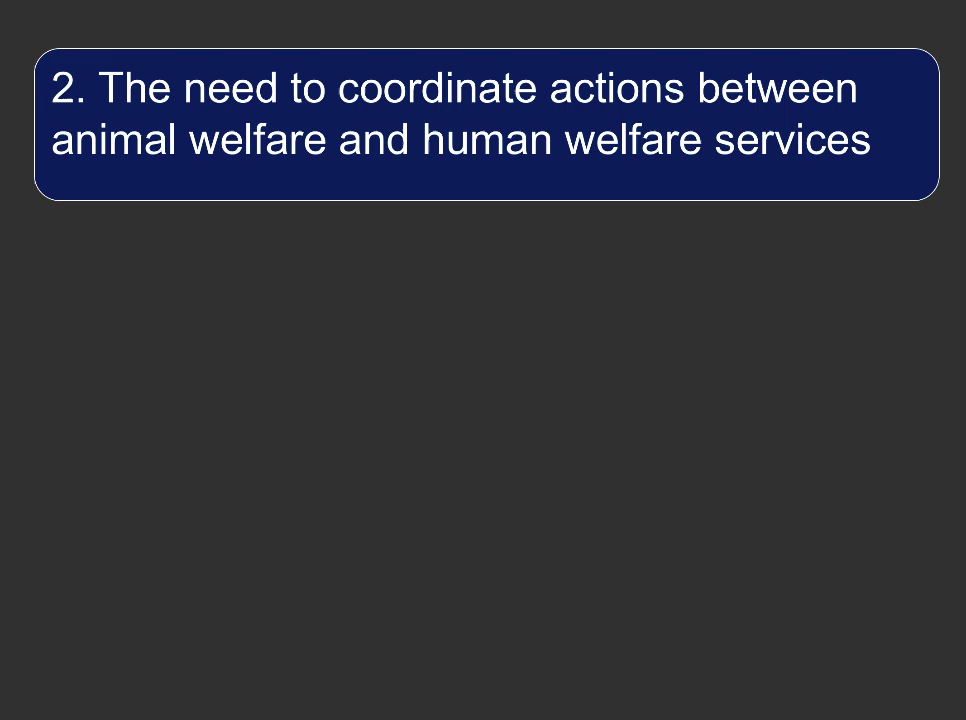 2. The need to coordinate actions between
animal welfare and human welfare services